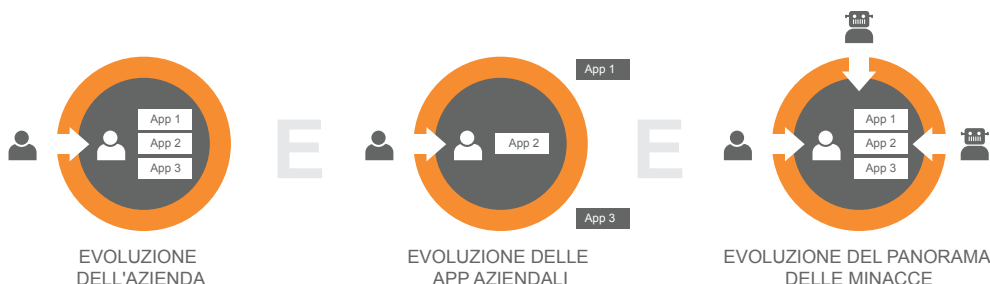 App 1
App 2
App 3
EVOLUZIONE
DELL'AZIENDA
E
App 1
App 2
App 3
EVOLUZIONE DELLE
APP AZIENDALI
E
App 1
App 2
App 3
EVOLUZIONE DEL PANORAMA
DELLE MINACCE